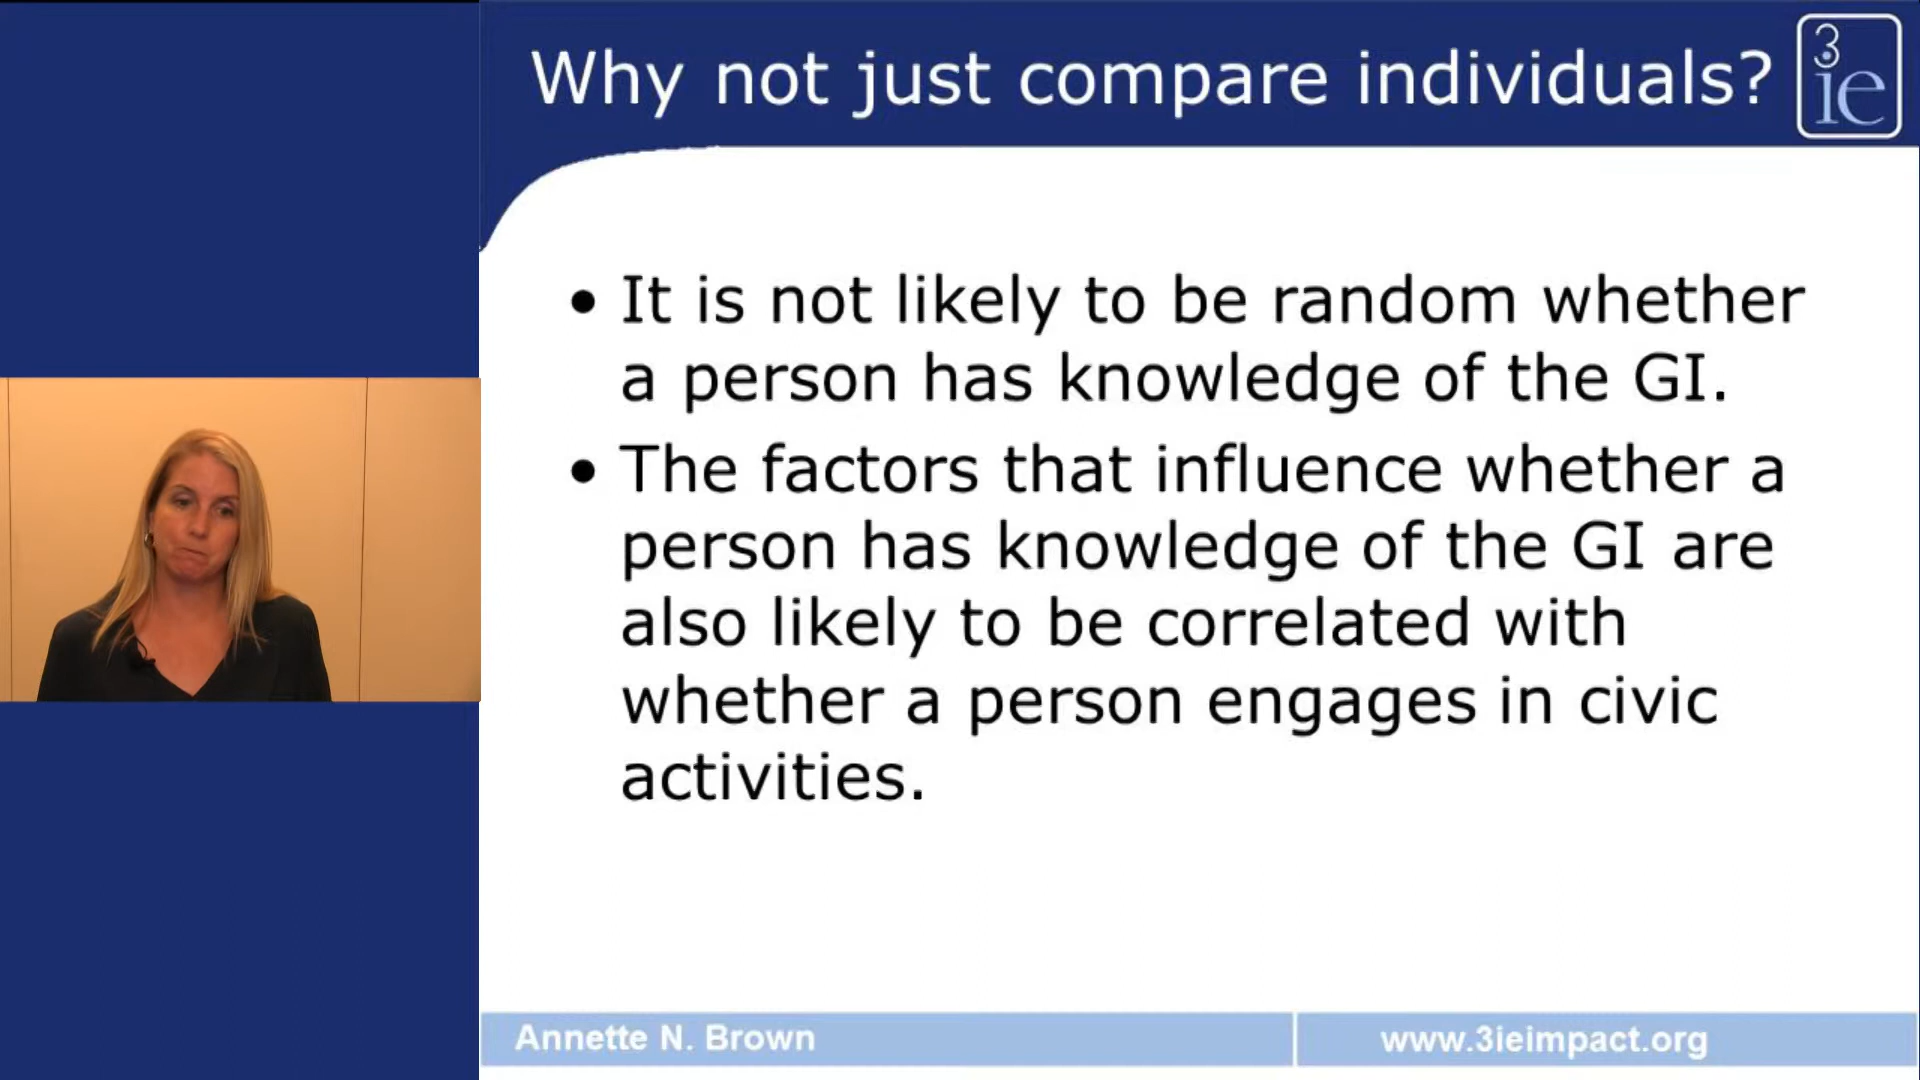 Why not just compare individuals?
3ie
• It is not likely to be random whether
a person has knowledge of the GI.
• The factors that influence whether a
person has knowledge of the GI are
also likely to be correlated with
whether a person engages in civic
activities.
Annette N. Brown
www.3ieimpact.org